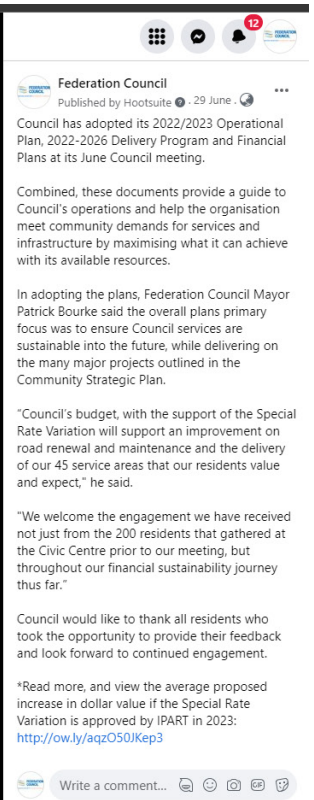 12
Federation Council
Published by Hootsuite · 29 June ·
Council has adopted its 2022/2023 Operational
Plan, 2022-2026 Delivery Program and Financial
Plans at its June Council meeting.
Combined, these documents provide a guide to
Council's operations and help the organisation
meet community demands for services and
infrastructure by maximising what it can achieve
with its available resources.
In adopting the plans, Federation Council Mayor
Patrick Bourke said the overall plans primary
focus was to ensure Council services are
sustainable into the future, while delivering on
the many major projects outlined in the
Community Strategic Plan.
"Council's budget, with the support of the Special
Rate Variation will support an improvement on
road renewal and maintenance and the delivery
of our 45 service areas that our residents value
and expect," he said.
"We welcome the engagement we have received
not just from the 200 residents that gathered at
the Civic Centre prior to our meeting, but
throughout our financial sustainability journey
thus far."
Council would like to thank all residents who
took the opportunity to provide their feedback
and look forward to continued engagement.
*Read more, and view the average proposed
increase in dollar value if the Special Rate
Variation is approved by IPART in 2023:
http://ow.ly/aqzO50JKep3
Write a comment...
GIF